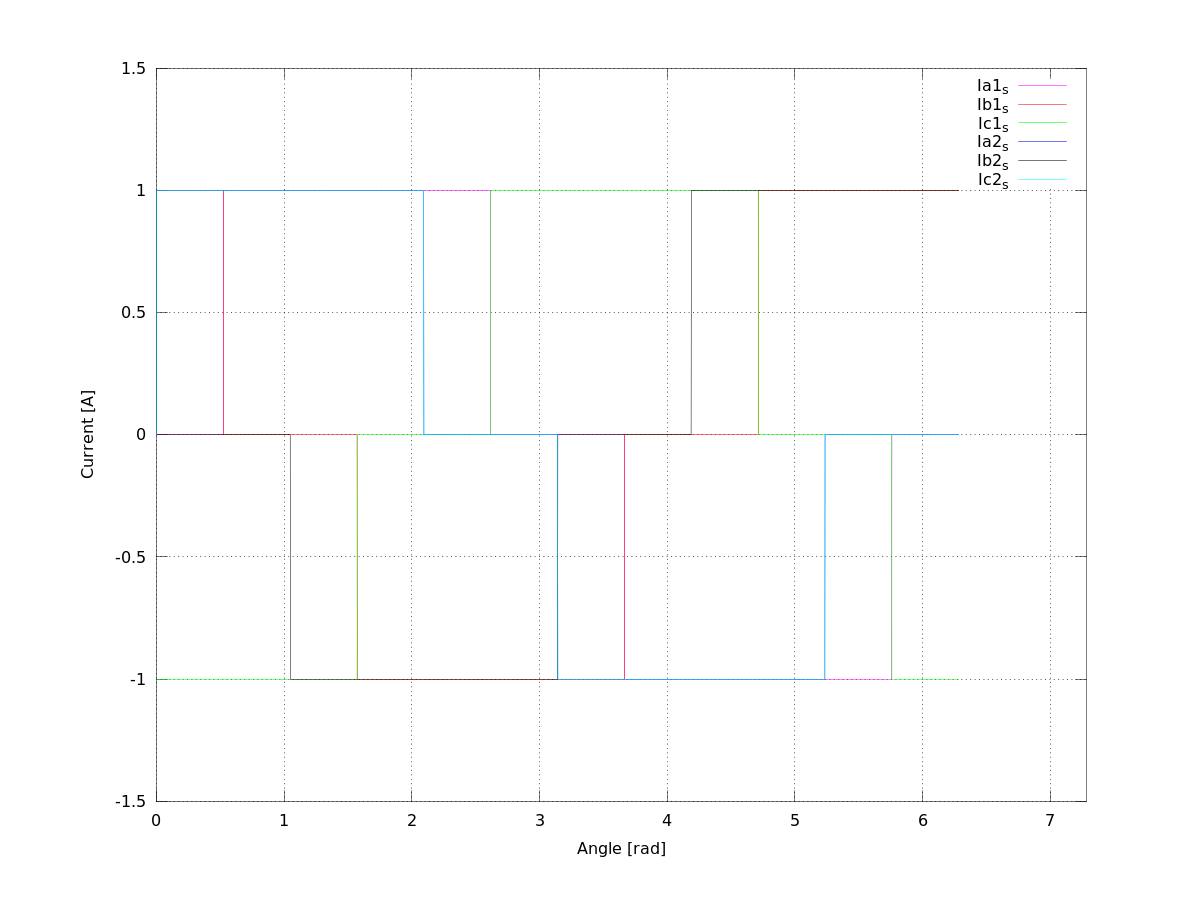 1.5
1
0.5
0
-0.5
-1
-1.5
0 1 2 3 4 5 6 7
Current [A]
Angle [rad]
Ia1s
Ib1s
Ic1s
Ia2s
Ib2s
Ic2s